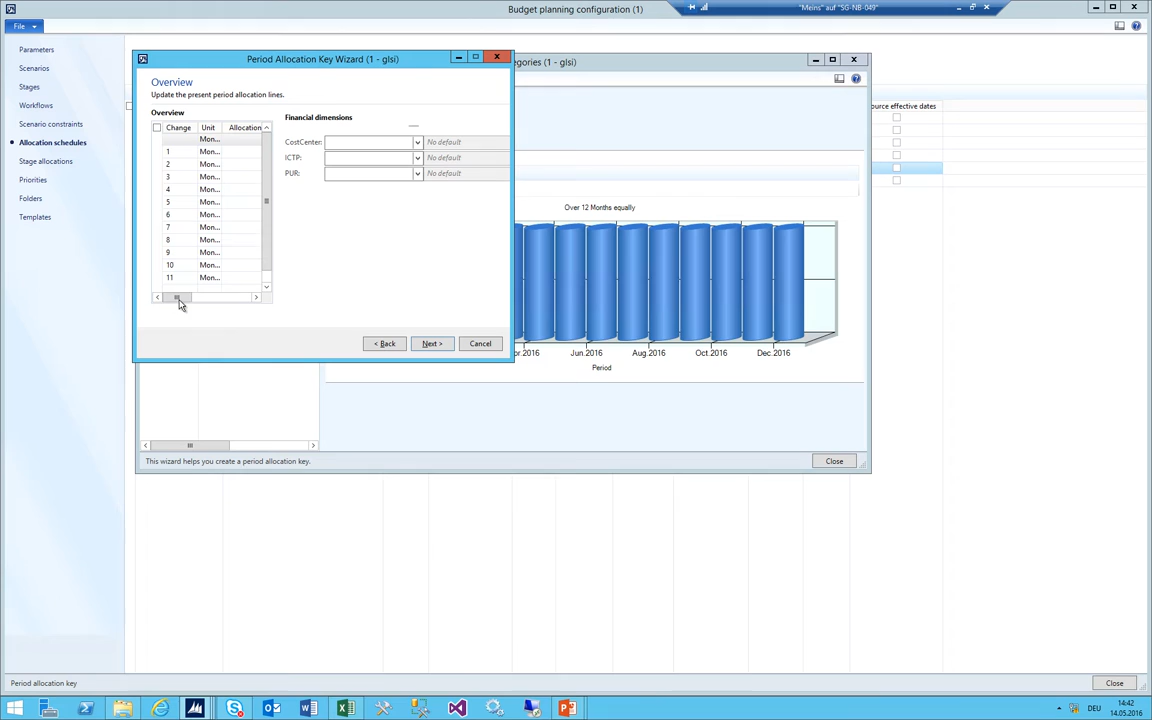 Budget planning configuration (1)
"Meins" auf "SG-NB-049"
File
Parameters
Scenarios
Stages
Workflows
Scenario constraints
Allocation schedules
Stage allocations
Priorities
Folders
Templates
Period Allocation Key Wizard (1 - glsi)
egories (1 - glsi)
Overview
Update the present period allocation lines.
Overview
Change Unit Allocation
Mon...
1 Mon...
2 Mon...
3 Mon...
4 Mon...
5 Mon...
6 Mon...
7 Mon...
8 Mon...
9 Mon...
10 Mon...
11 Mon...
Financial dimensions
CostCenter: No default
ICTP: No default
PUR: No default
< Back Next > Cancel
ource effective dates
Over 12 Months equally
pr.2016 Jun.2016 Aug.2016 Oct.2016 Dec.2016
Period
This wizard helps you create a period allocation key.
Close
Period allocation key
Close
DEU
14:42
14.05.2016